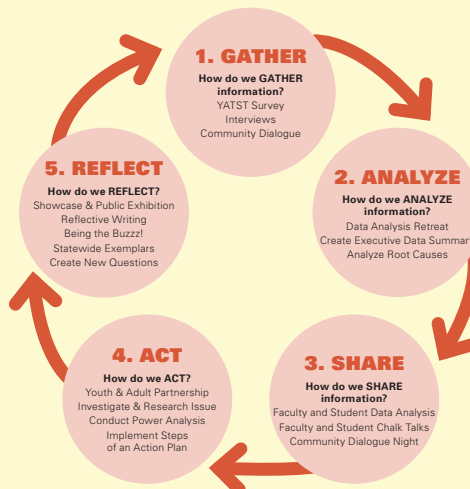 1. GATHER
How do we GATHER
information?
YATST Survey
Interviews
Community Dialogue
2. ANALYZE
How do we ANALYZE
information?
Data Analysis Retreat
Create Executive Data Summary
Analyze Root Causes
3. SHARE
How do we SHARE
information?
Faculty and Student Data Analysis
Faculty and Student Chalk Talks
Community Dialogue Night
4. ACT
How do we ACT?
Youth & Adult Partnership
Investigate & Research Issue
Conduct Power Analysis
Implement Steps
of an Action Plan
5. REFLECT
How do we REFLECT?
Showcase & Public Exhibition
Reflective Writing
Being the Buzzz!
Statewide Exemplars
Create New Questions